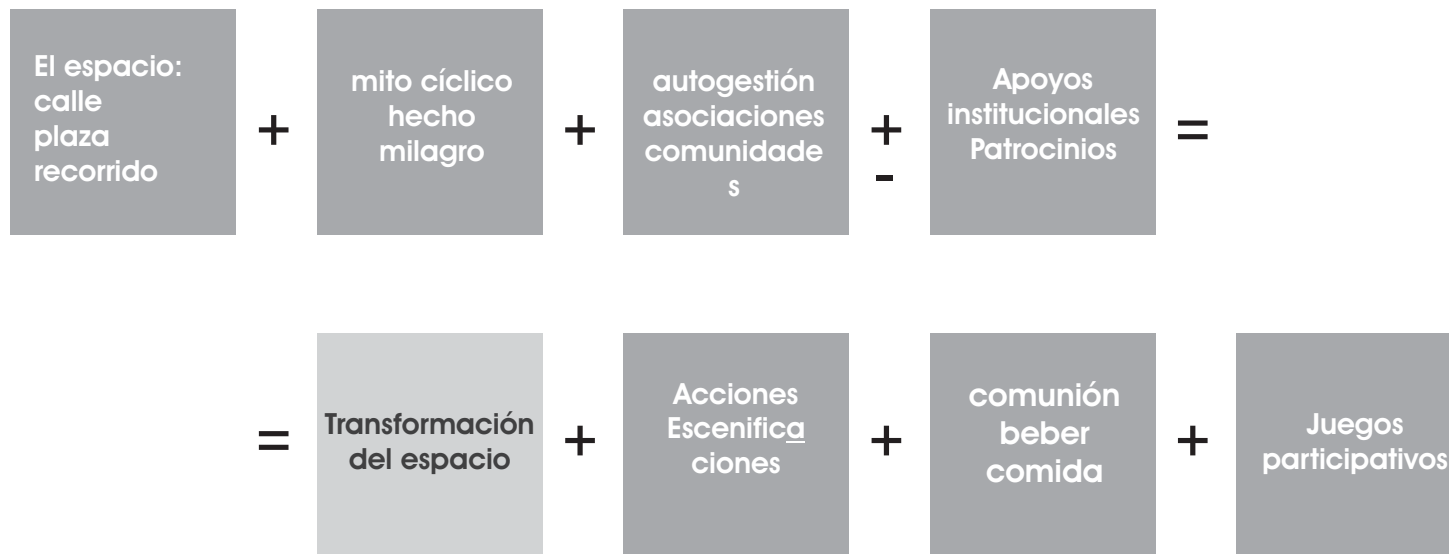 El espacio:
calle
plaza
recorrido
+
mito cíclico
hecho
milagro
+
autogestión
asociaciones
comunidade
s
+
-
Apoyos
institucionales
Patrocinios
=
=
Transformación
del espacio
+
Acciones
Escenifica
ciones
+
comunión
beber
comida
+
Juegos
participativos